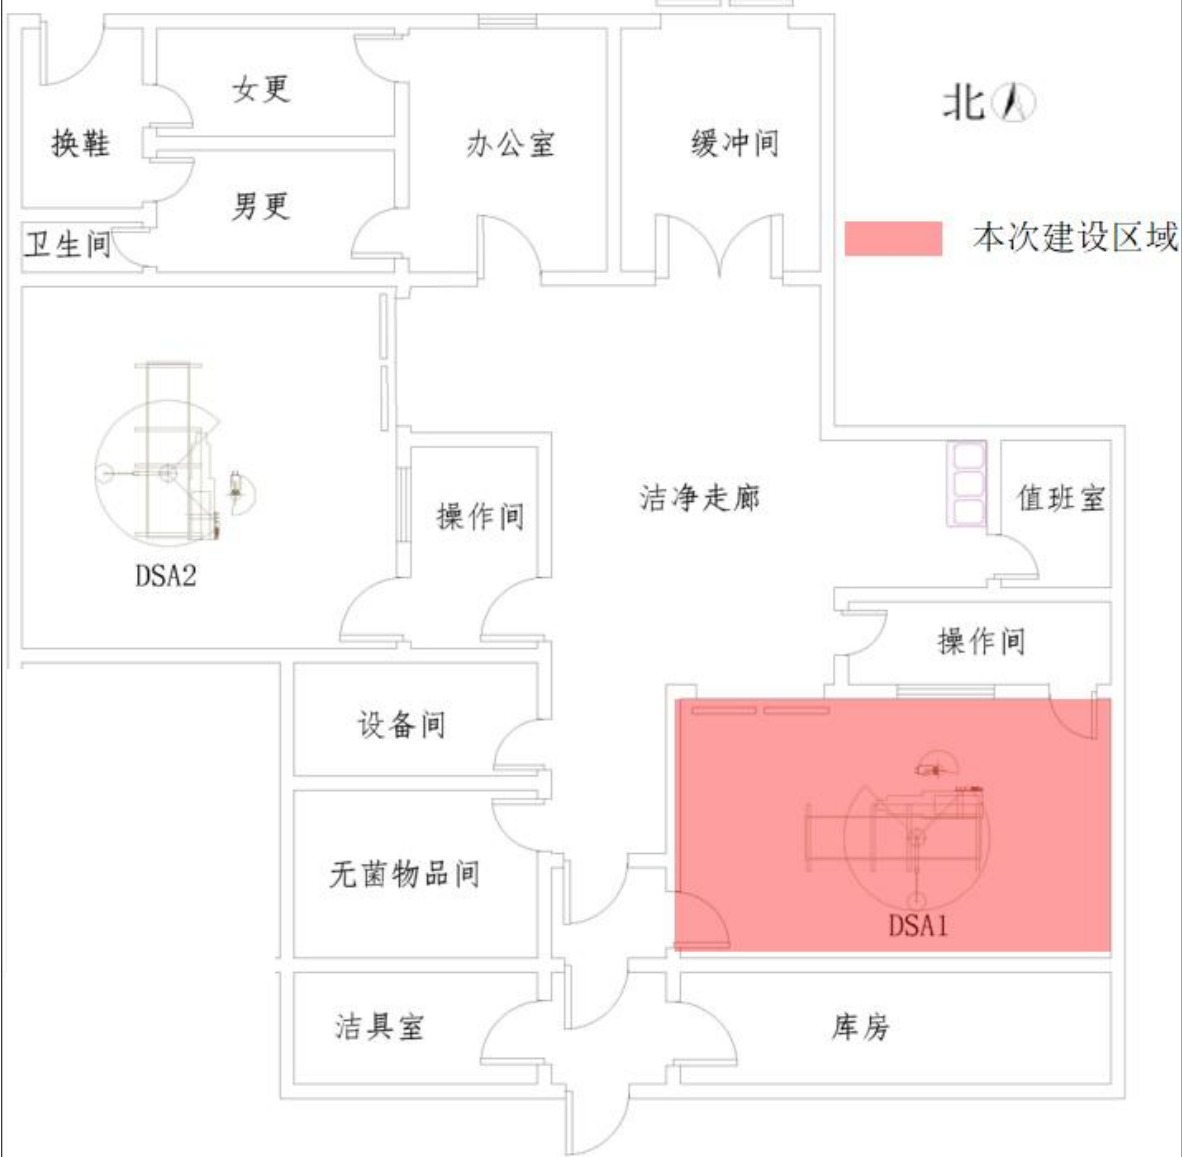 女更
北
换鞋
办公室
缓冲间
男更
卫生间
本次建设区域
洁净走廊
值班室
操作间
DSA2
操作间
设备间
无菌物品间
DSA1
洁具室
库房